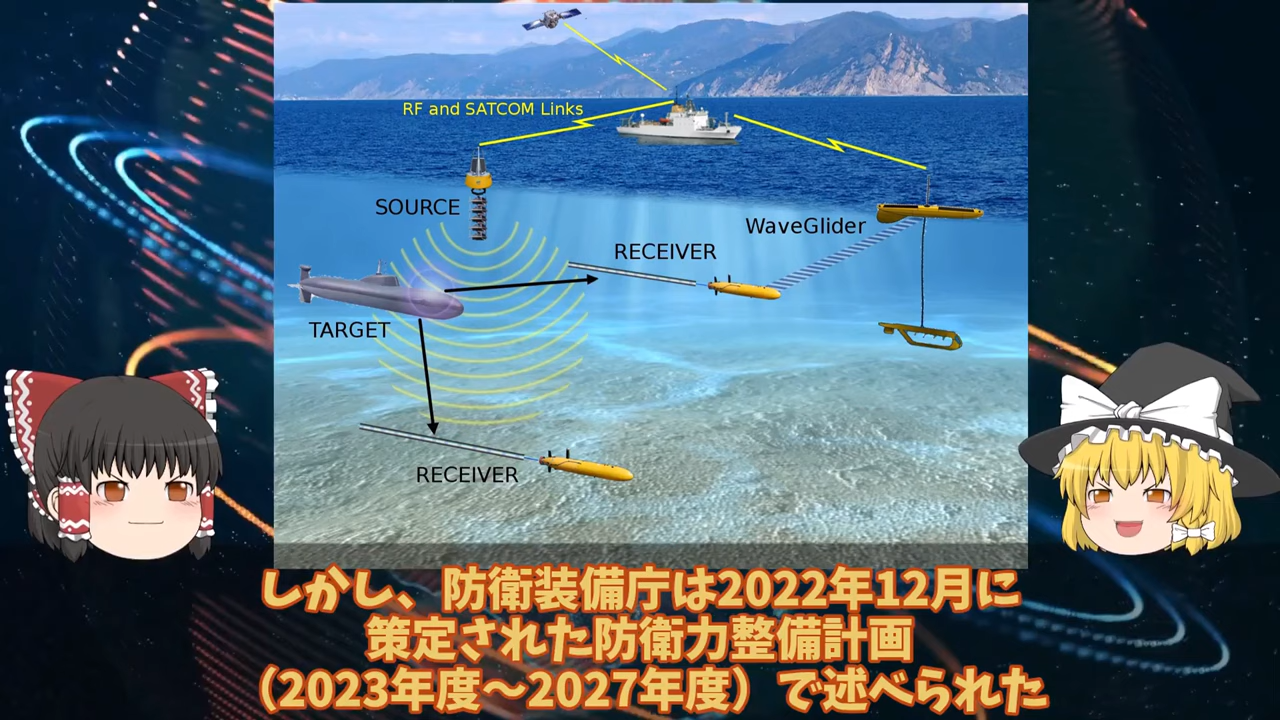 RF and SATCOM Links
SOURCE
WaveGlider
RECEIVER
TARGET
RECEIVER
しかし、防衛装備庁は2022年12月に
策定された防衛力整備計画
（2023年度～2027年度）で述べられた